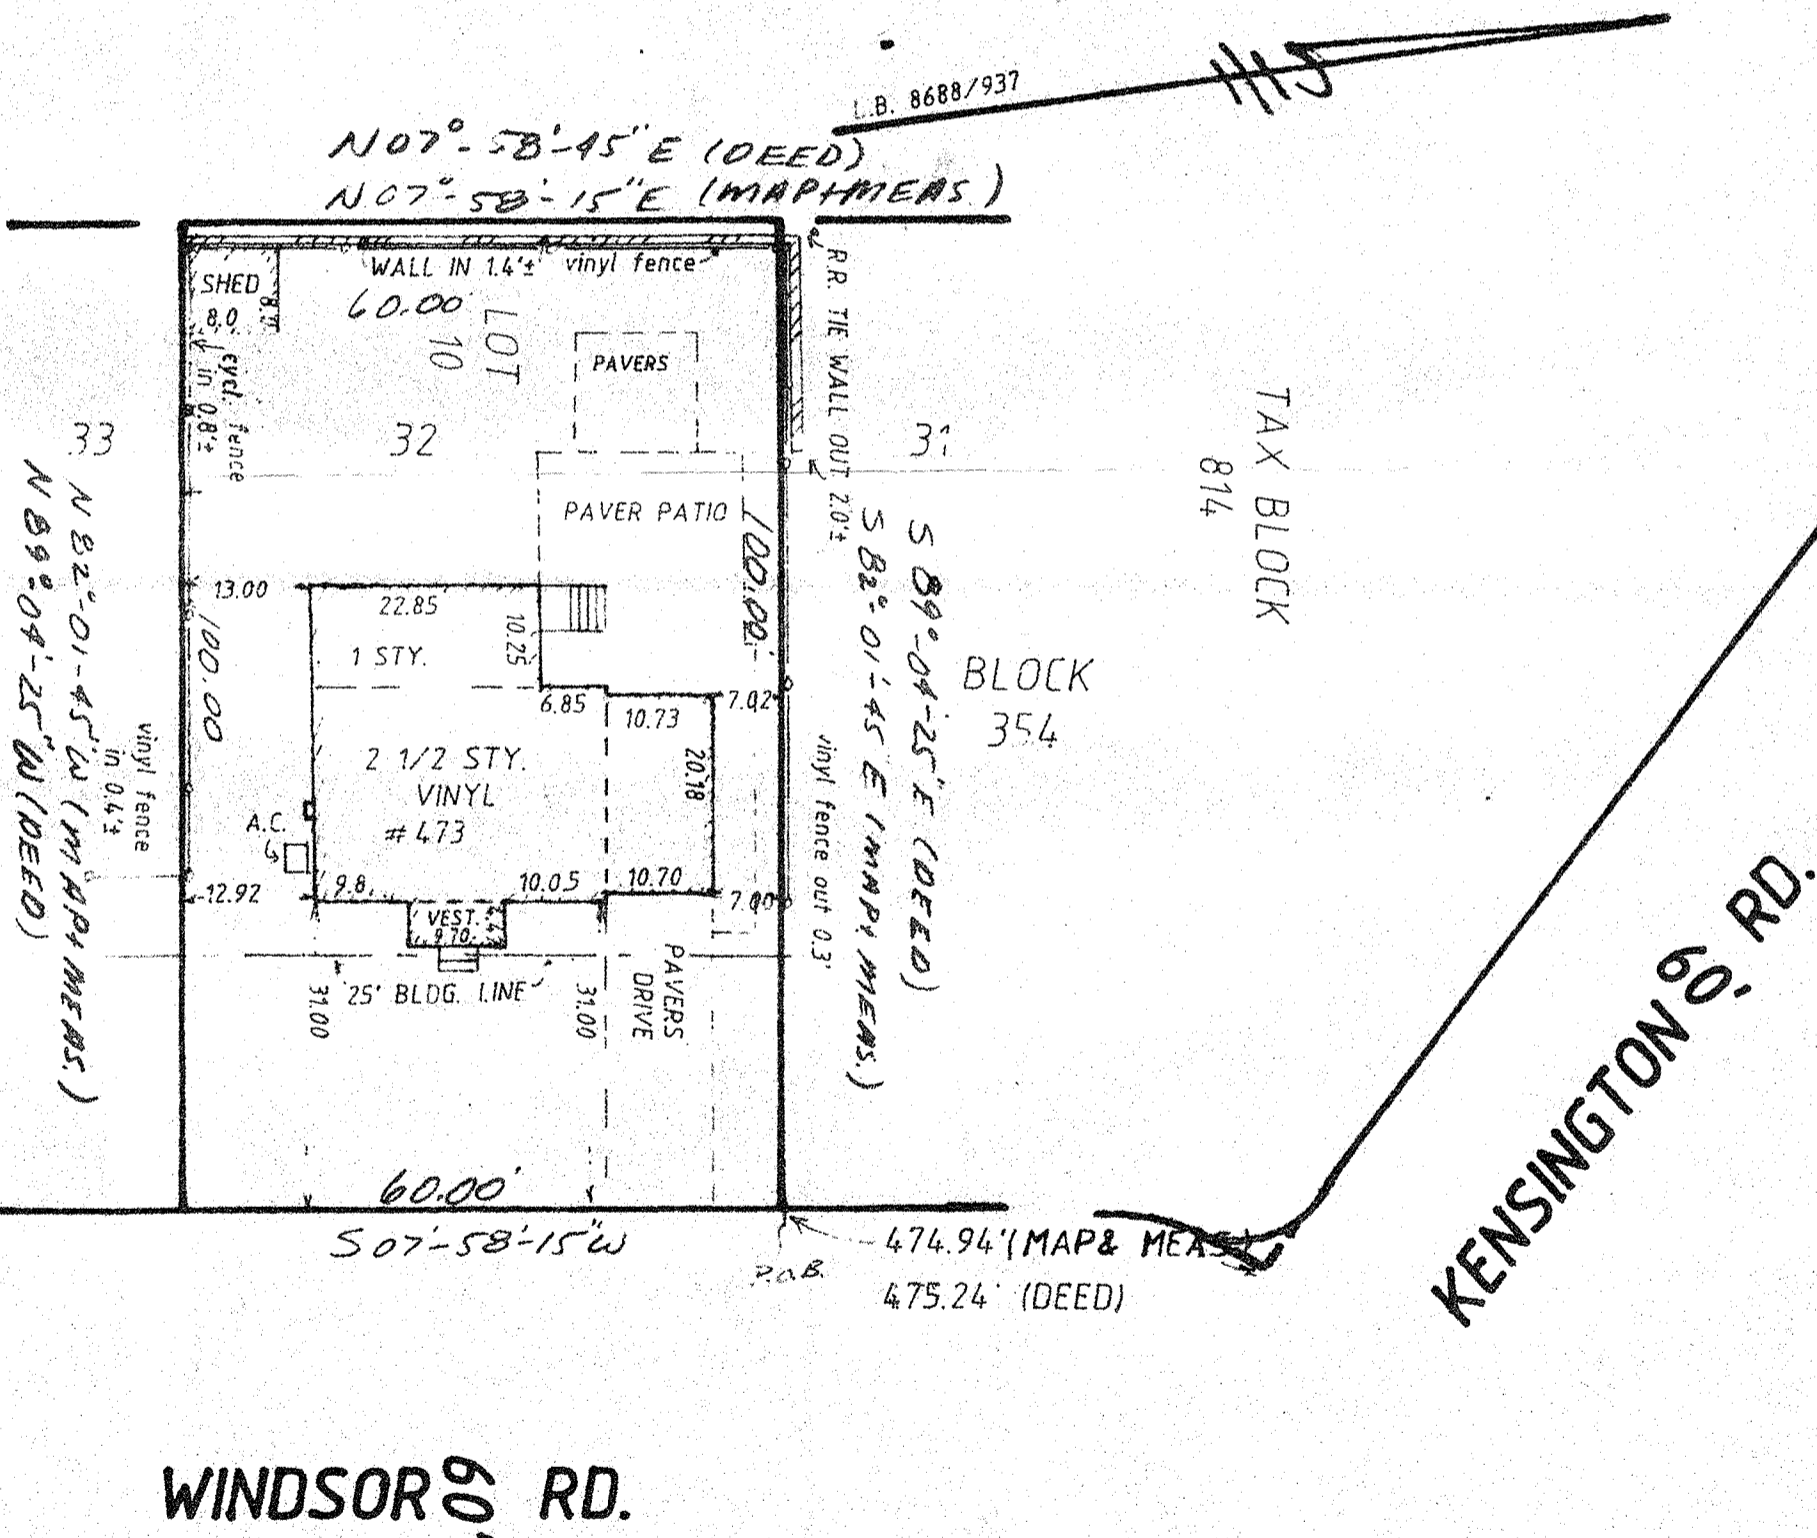 L.B. 8688/937
N07°-58'-45"E (DEED)
N07°-58'-15"E (MAP+MEAS.)
WALL IN 1.4'±
vinyl fence
SHED
8.0
60.00
LOT
10
PAVERS
cycl. fence
in 0.8'±
R.R. TIE WALL OUT 2.0'±
33
32
TAX BLOCK
814
PAVER PATIO
100.00'
13.00
22.85
10.25
1 STY.
100.00
6.85
10.73
7.02
BLOCK
354
S 89°-04'-25"E (DEED)
S 82°-01'-45 E (MAP+ MEAS.)
N 82°-01-45"W (MAP+ MEAS.)
N 89°-04'-25"W (DEED)
vinyl fence
in 0.4'±
2 1/2 STY.
VINYL
# 473
20.18
vinyl fence out 0.3'
A.C.
12.92
9.8
10.05
10.70
7.00
VEST.
9.70
31.00
25' BLDG. LINE
31.00
PAVERS
DRIVE
60.00'
S07-58'-15"W
P.O.B.
474.94'(MAP& MEAS.)
475.24' (DEED)
KENSINGTON 60' RD.
WINDSOR 60' RD.